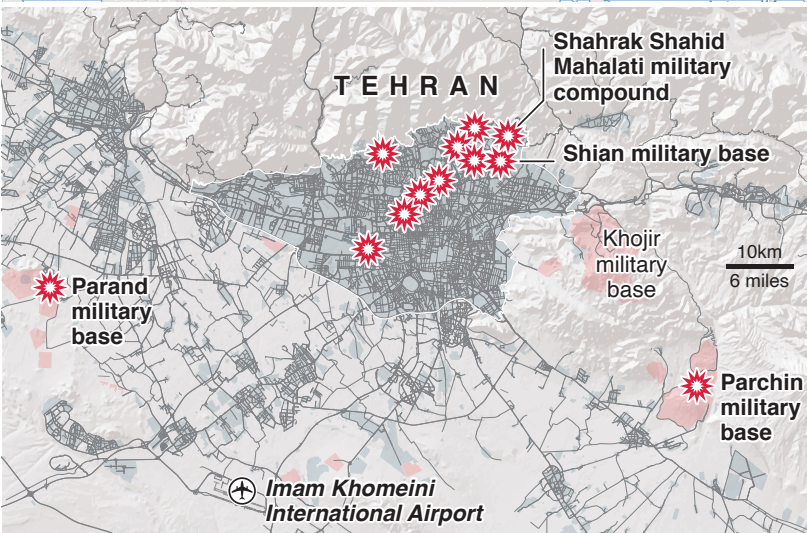 Shahrak Shahid
Mahalati military
compound
TEHRAN
Shian military base
Khojir
military
base
10km
6 miles
Parand
military
base
Parchin
military
base
Imam Khomeini
International Airport